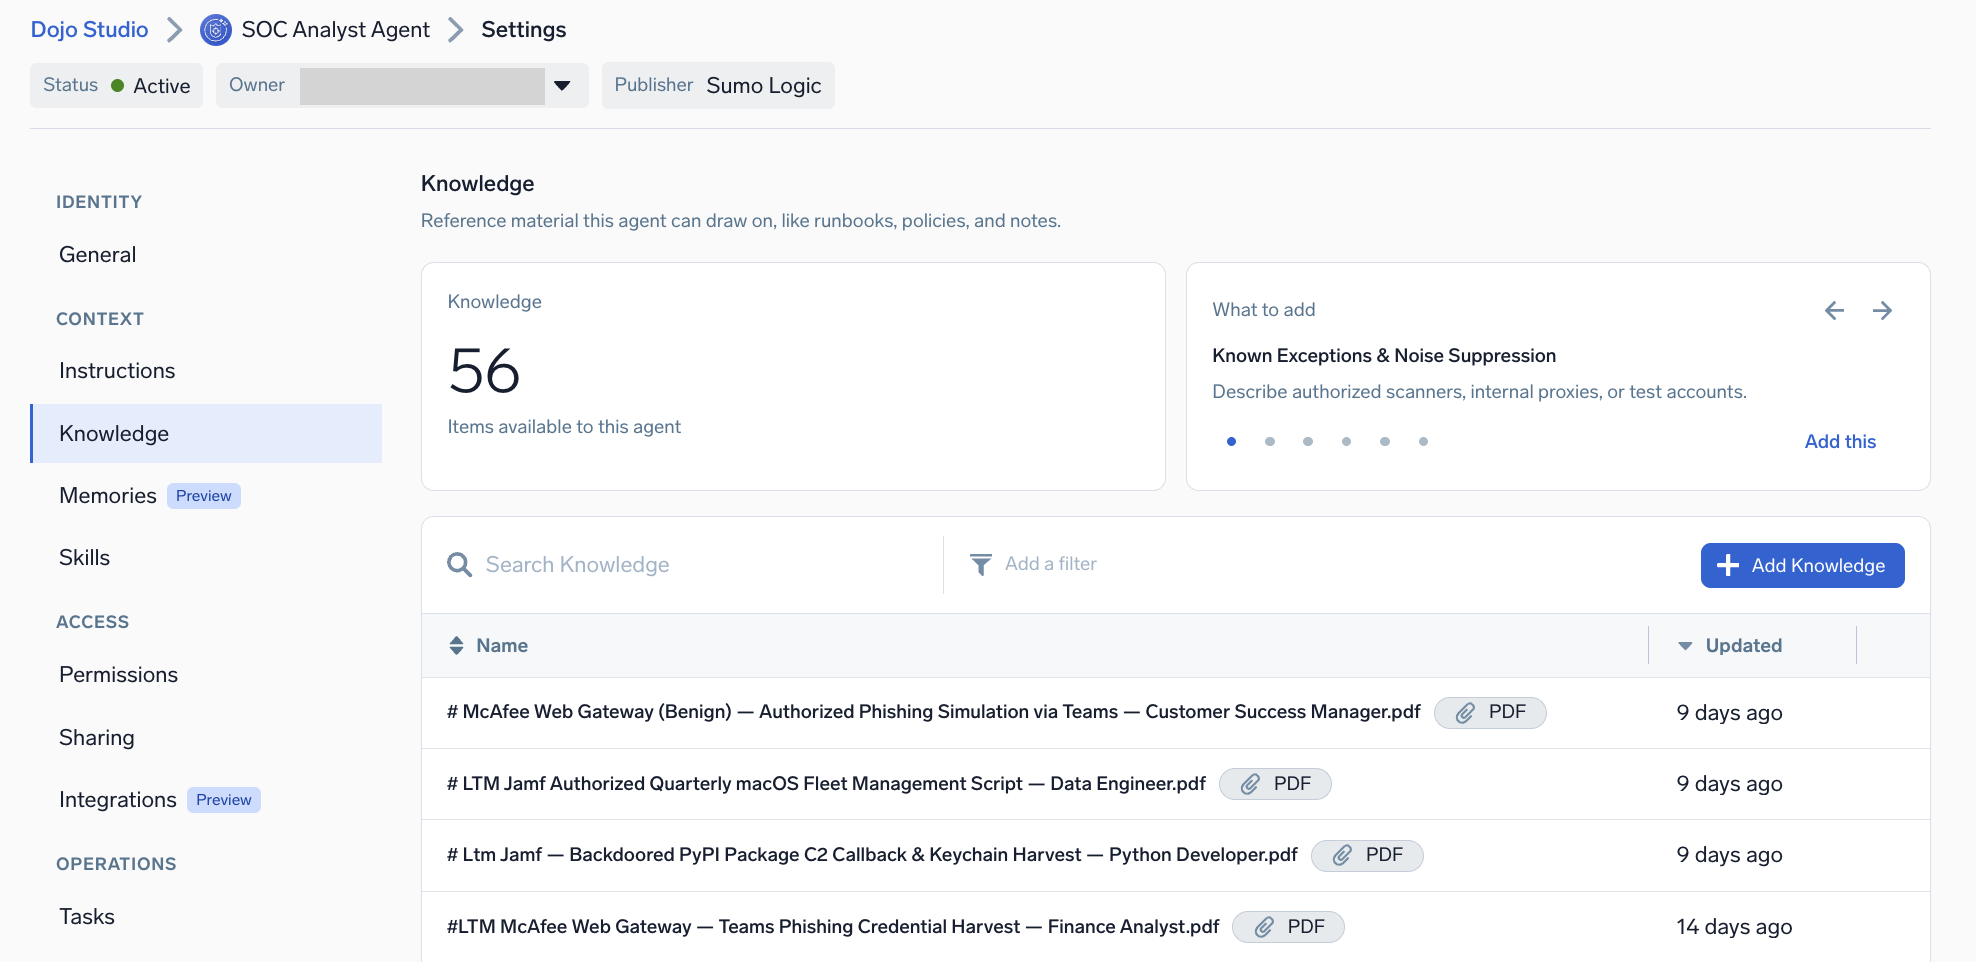 Dojo Studio SOC Analyst Agent Settings
Status Active Owner Publisher Sumo Logic
IDENTITY
General
CONTEXT
Instructions
Knowledge
Memories Preview
Skills
ACCESS
Permissions
Sharing
Integrations Preview
OPERATIONS
Tasks
Knowledge
Reference material this agent can draw on, like runbooks, policies, and notes.
Knowledge
56
Items available to this agent
What to add
Known Exceptions & Noise Suppression
Describe authorized scanners, internal proxies, or test accounts.
Add this
Search Knowledge Add a filter Add Knowledge
Name Updated
# McAfee Web Gateway (Benign) — Authorized Phishing Simulation via Teams — Customer Success Manager.pdf PDF 9 days ago
# LTM Jamf Authorized Quarterly macOS Fleet Management Script — Data Engineer.pdf PDF 9 days ago
# Ltm Jamf — Backdoored PyPI Package C2 Callback & Keychain Harvest — Python Developer.pdf PDF 9 days ago
#LTM McAfee Web Gateway — Teams Phishing Credential Harvest — Finance Analyst.pdf PDF 14 days ago